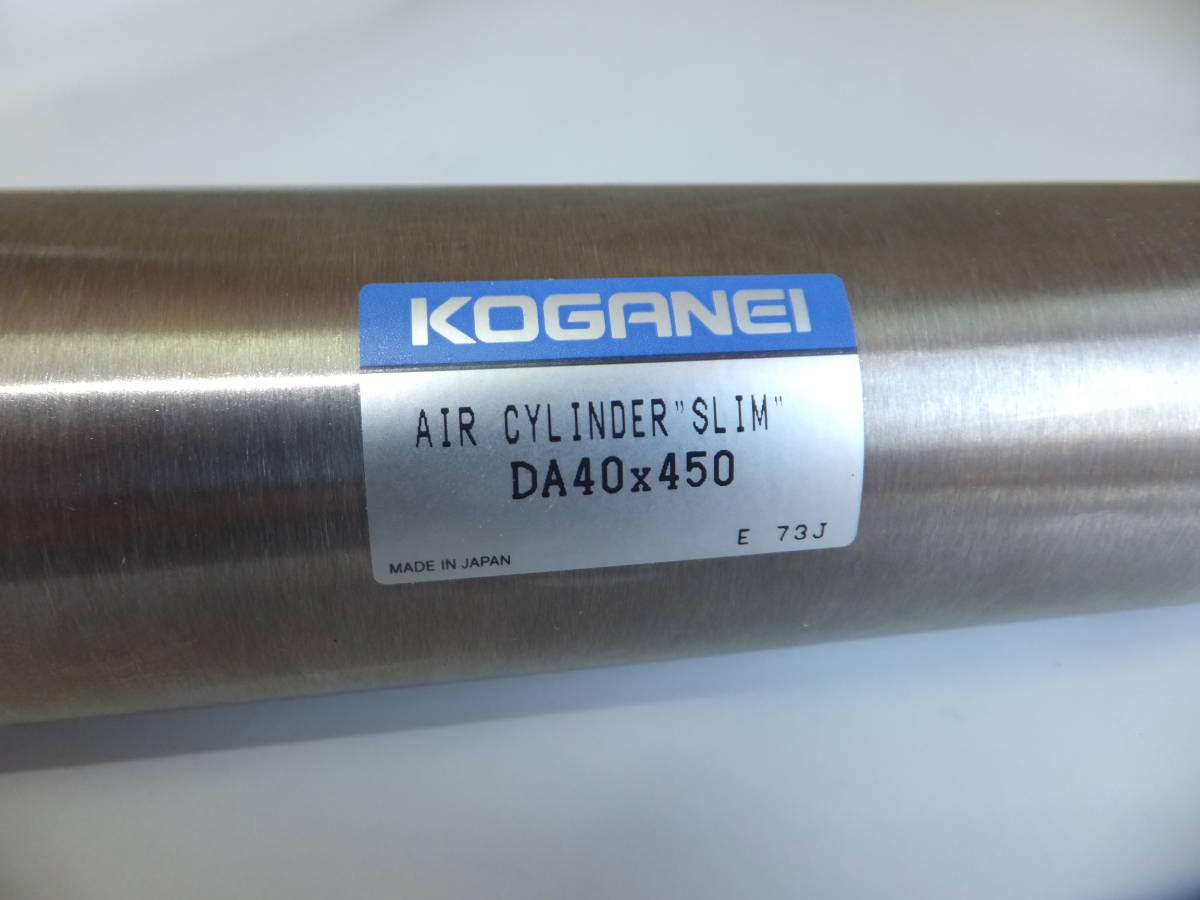 KOGANEI
AIR CYLINDER"SLIM"
DA40x450
E 73J
MADE IN JAPAN